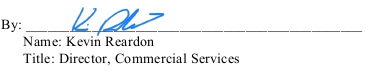 By:
Name: Kevin Reardon
Title: Director, Commercial Services